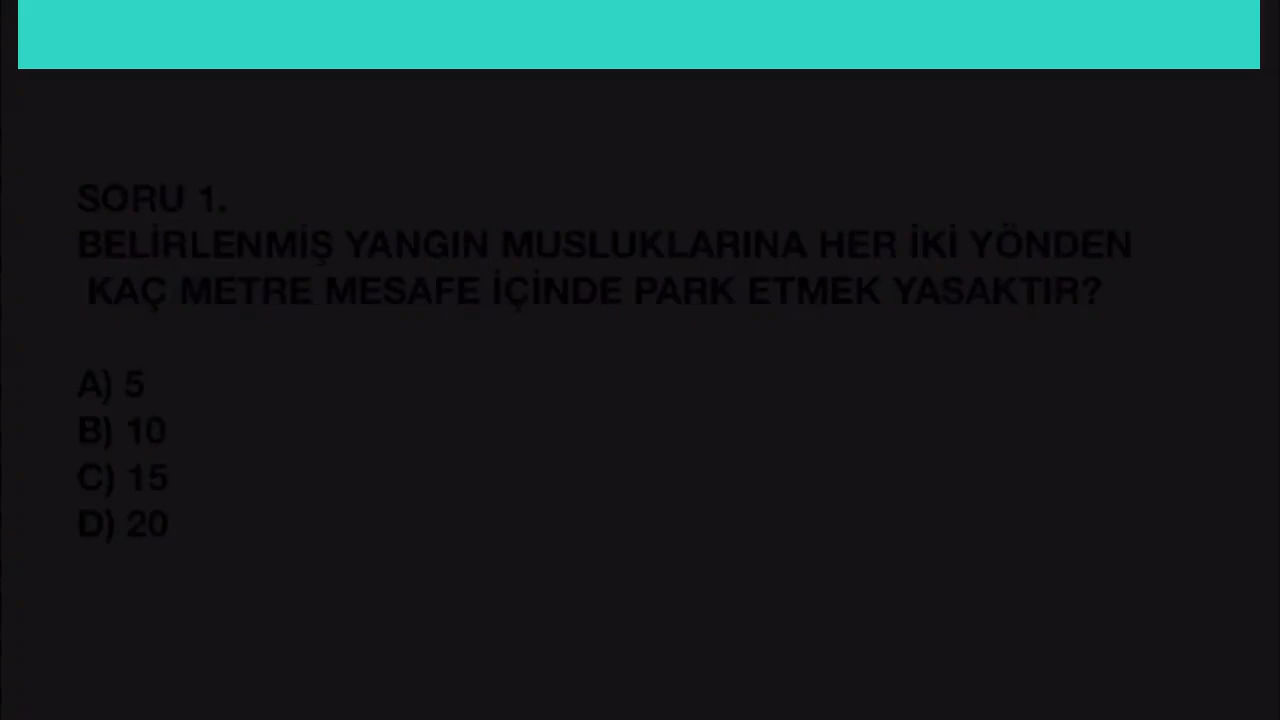 SORU 1.
BELİRLENMİŞ YANGIN MUSLUKLARINA HER İKİ YÖNDEN
KAÇ METRE MESAFE İÇİNDE PARK ETMEK YASAKTIR?
A) 5
B) 10
C) 15
D) 20